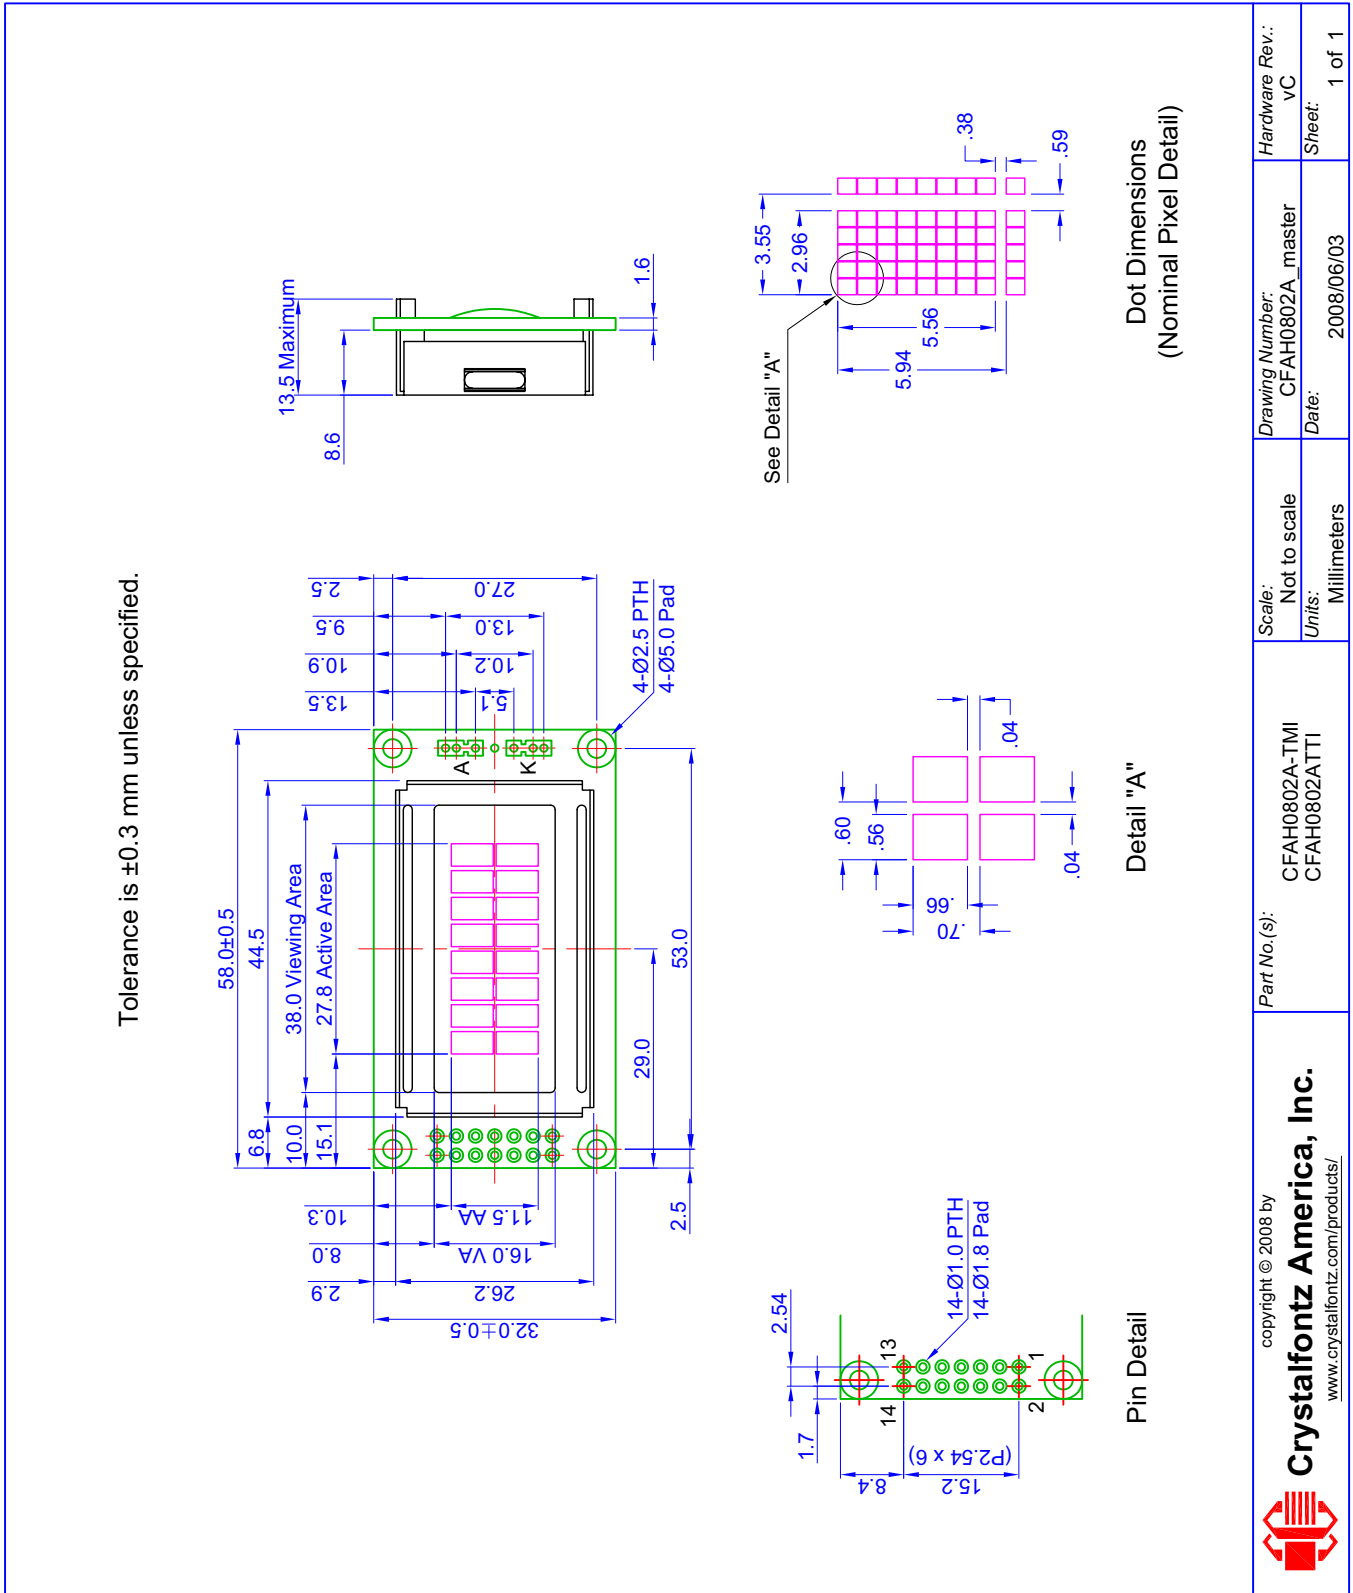 Tolerance is ±0.3 mm unless specified.
58.0±0.5
44.5
38.0 Viewing Area
27.8 Active Area
6.8
10.0
15.1
29.0
53.0
2.5
10.3
11.5 AA
8.0
16.0 VA
2.9
26.2
32.0±0.5
2.5
27.0
9.5
13.0
10.9
10.2
13.5
5.1
A
K
4-Ø2.5 PTH
4-Ø5.0 Pad
13.5 Maximum
8.6
1.6
2.54
1.7
14-Ø1.0 PTH
14-Ø1.8 Pad
13
14
1
2
8.4
15.2
(P2.54 x 6)
Pin Detail
.60
.56
.04
.04
.66
.70
Detail "A"
See Detail "A"
3.55
2.96
5.56
5.94
.38
.59
Dot Dimensions
(Nominal Pixel Detail)
copyright © 2008 by
Crystalfontz America, Inc.
www.crystalfontz.com/products/
Part No.(s):
CFAH0802A-TMI
CFAH0802ATTI
Scale:
Not to scale
Units:
Millimeters
Drawing Number:
CFAH0802A_master
Date:
2008/06/03
Hardware Rev.:
vC
Sheet:
1 of 1